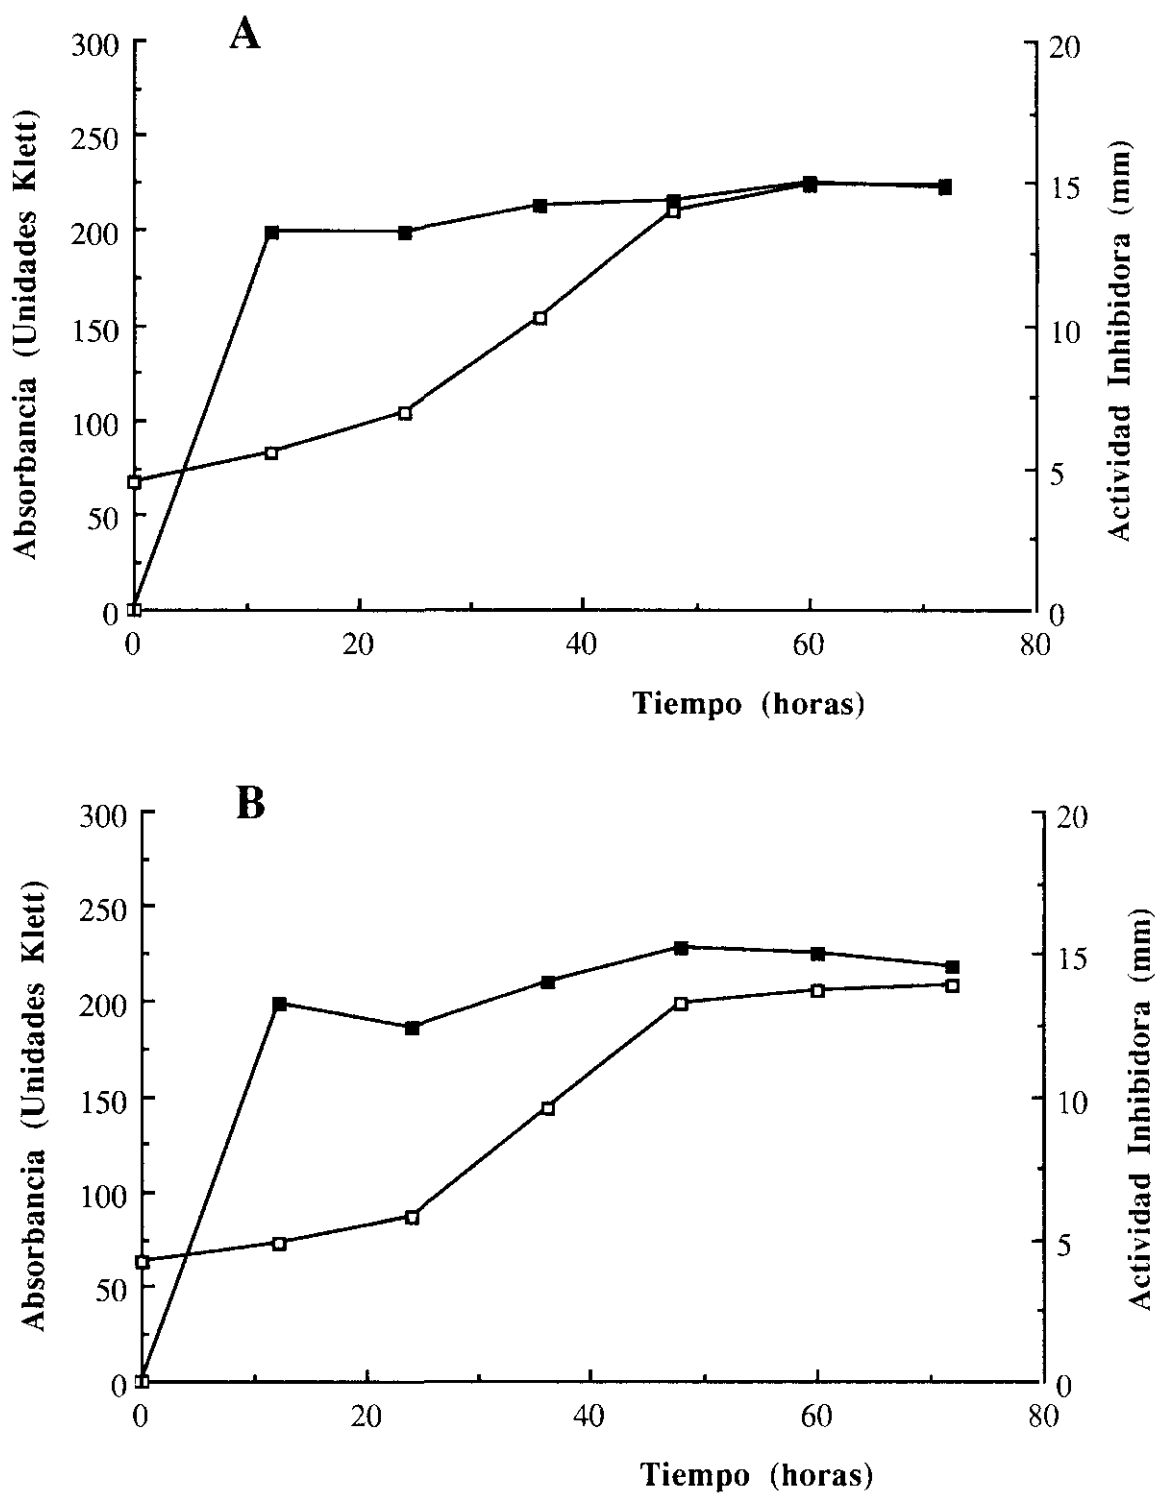 A
Absorbancia (Unidades Klett)
300
250
200
150
100
50
0
20
15
10
5
0
Actividad Inhibidora (mm)
0 20 40 60 80
Tiempo (horas)
B
Absorbancia (Unidades Klett)
300
250
200
150
100
50
0
20
15
10
5
0
Actividad Inhibidora (mm)
0 20 40 60 80
Tiempo (horas)